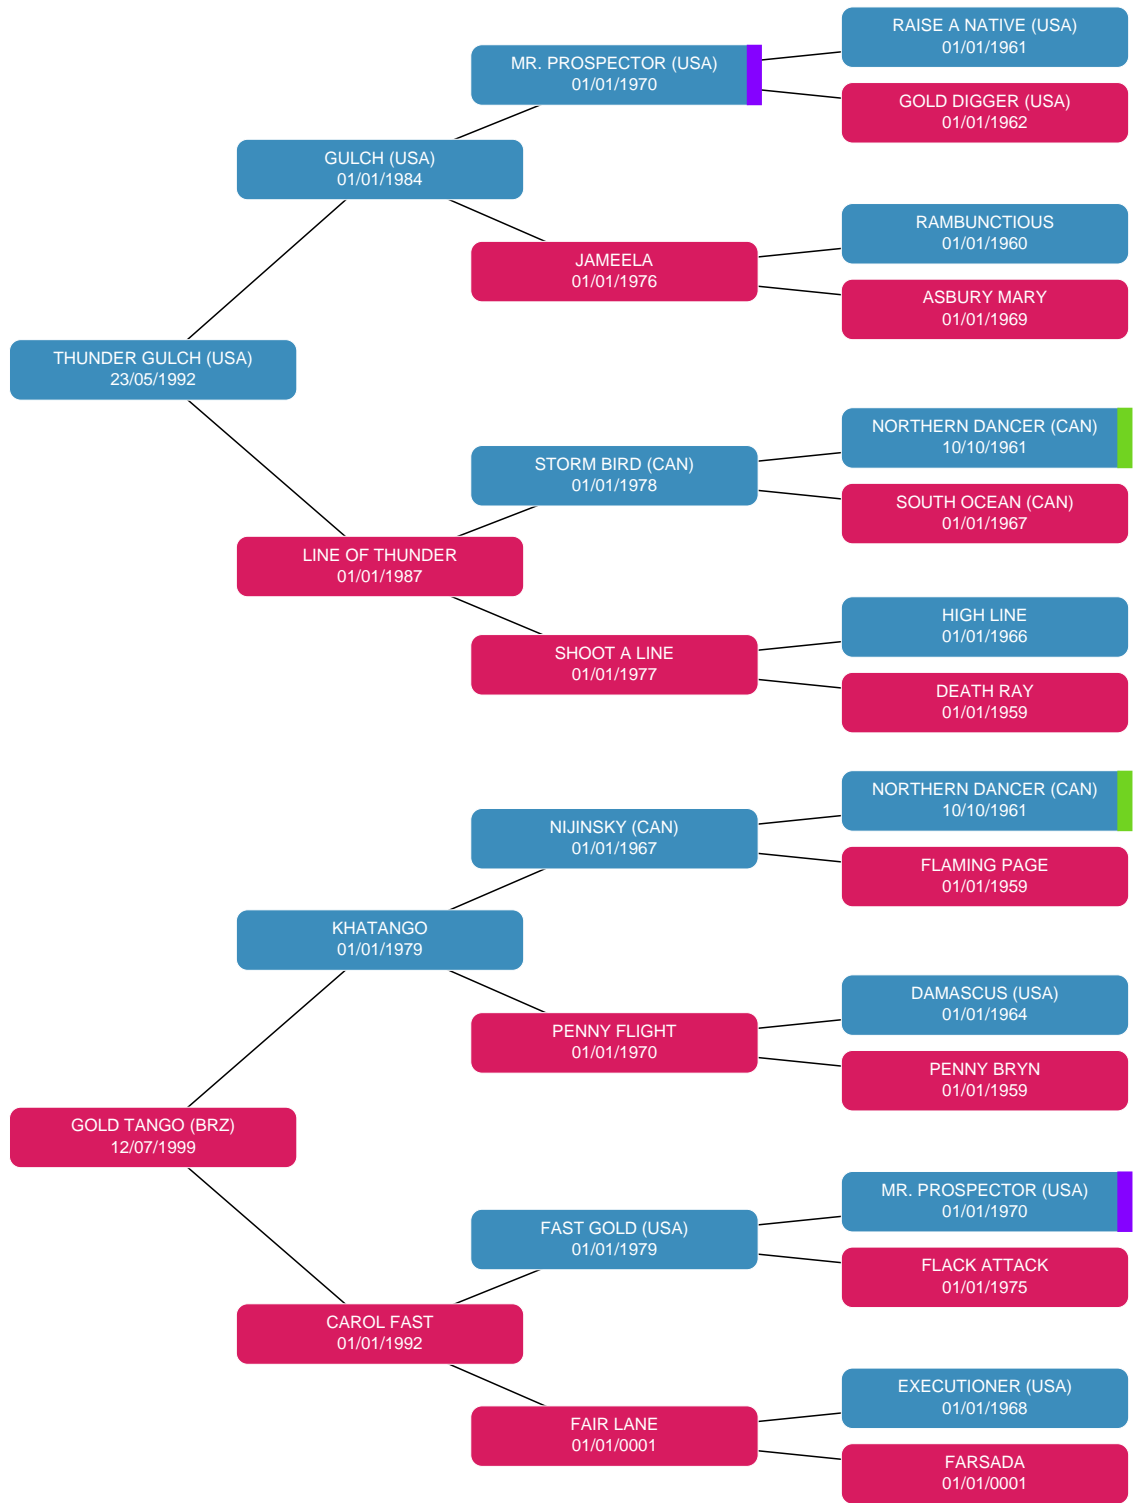 RAISE A NATIVE (USA)
01/01/1961
MR. PROSPECTOR (USA)
01/01/1970
GOLD DIGGER (USA)
01/01/1962
GULCH (USA)
01/01/1984
RAMBUNCTIOUS
01/01/1960
JAMEELA
01/01/1976
ASBURY MARY
01/01/1969
THUNDER GULCH (USA)
23/05/1992
NORTHERN DANCER (CAN)
10/10/1961
STORM BIRD (CAN)
01/01/1978
SOUTH OCEAN (CAN)
01/01/1967
LINE OF THUNDER
01/01/1987
HIGH LINE
01/01/1966
SHOOT A LINE
01/01/1977
DEATH RAY
01/01/1959
NORTHERN DANCER (CAN)
10/10/1961
NIJINSKY (CAN)
01/01/1967
FLAMING PAGE
01/01/1959
KHATANGO
01/01/1979
DAMASCUS (USA)
01/01/1964
PENNY FLIGHT
01/01/1970
PENNY BRYN
01/01/1959
GOLD TANGO (BRZ)
12/07/1999
MR. PROSPECTOR (USA)
01/01/1970
FAST GOLD (USA)
01/01/1979
FLACK ATTACK
01/01/1975
CAROL FAST
01/01/1992
EXECUTIONER (USA)
01/01/1968
FAIR LANE
01/01/0001
FARSADA
01/01/0001